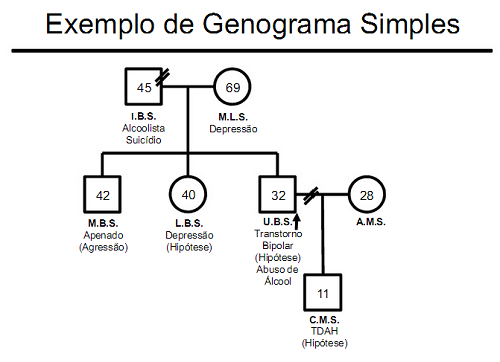 Exemplo de Genograma Simples
45
69
I.B.S.
Alcoolista
Suicídio
M.L.S.
Depressão
42
40
32
28
M.B.S.
Apenado
(Agressão)
L.B.S.
Depressão
(Hipótese)
U.B.S.
Transtorno
Bipolar
(Hipótese)
Abuso de
Álcool
A.M.S.
11
C.M.S.
TDAH
(Hipótese)